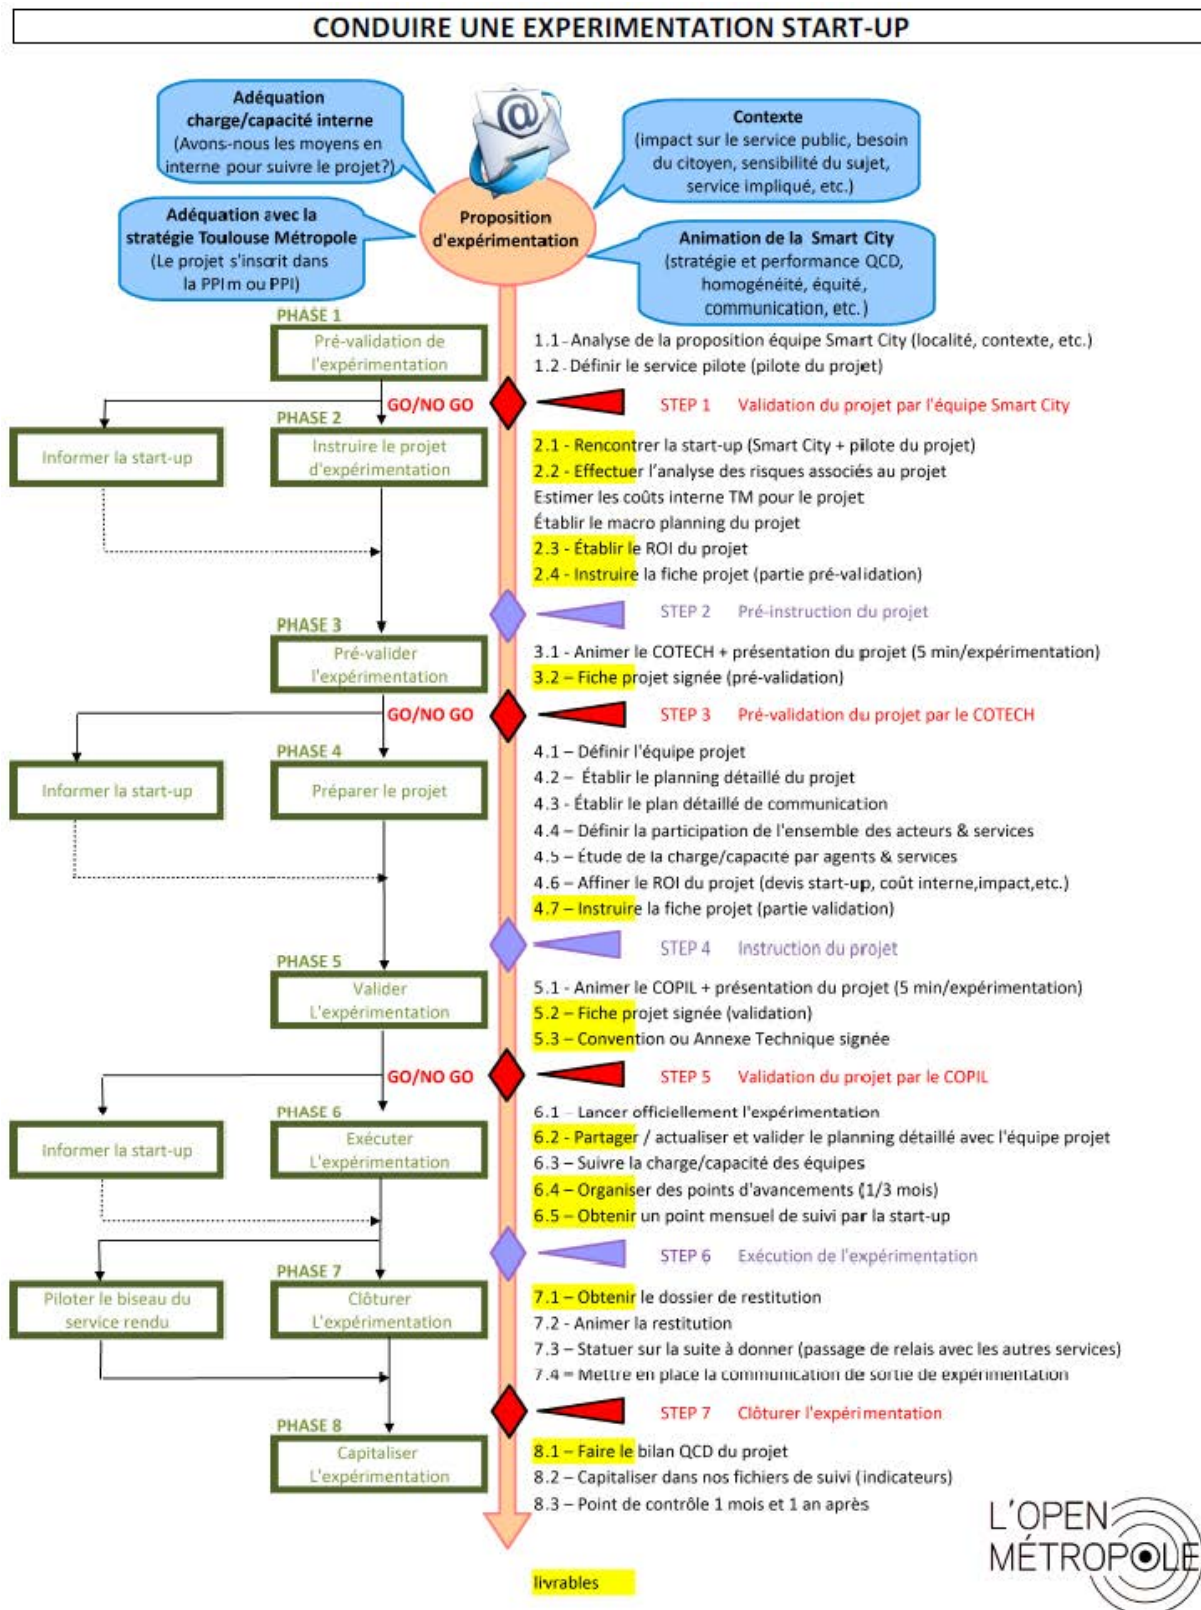 CONDUIRE UNE EXPERIMENTATION START-UP
Adéquation
charge/capacité interne
(Avons-nous les moyens en
interne pour suivre le projet?)
Contexte
(impact sur le service public, besoin
du citoyen, sensibilité du sujet,
service impliqué, etc.)
Adéquation avec la
stratégie Toulouse Métropole
(Le projet s'inscrit dans
la PPIm ou PPI)
Proposition
d'expérimentation
Animation de la Smart City
(stratégie et performance QCD,
homogénéité, équité,
communication, etc.)
PHASE 1
Pré-validation de
l'expérimentation
1.1- Analyse de la proposition équipe Smart City (localité, contexte, etc.)
1.2 - Définir le service pilote (pilote du projet)
GO/NO GO
STEP 1 Validation du projet par l'équipe Smart City
PHASE 2
Informer la start-up
Instruire le projet
d'expérimentation
2.1 - Rencontrer la start-up (Smart City + pilote du projet)
2.2 - Effectuer l'analyse des risques associés au projet
Estimer les coûts interne TM pour le projet
Établir le macro planning du projet
2.3 - Établir le ROI du projet
2.4 - Instruire la fiche projet (partie pré-validation)
STEP 2 Pré-instruction du projet
PHASE 3
Pré-valider
l'expérimentation
3.1 - Animer le COTECH + présentation du projet (5 min/expérimentation)
3.2 – Fiche projet signée (pré-validation)
GO/NO GO
STEP 3 Pré-validation du projet par le COTECH
PHASE 4
Informer la start-up
Préparer le projet
4.1 – Définir l'équipe projet
4.2 – Établir le planning détaillé du projet
4.3 - Établir le plan détaillé de communication
4.4 – Définir la participation de l'ensemble des acteurs & services
4.5 – Étude de la charge/capacité par agents & services
4.6 – Affiner le ROI du projet (devis start-up, coût interne,impact,etc.)
4.7 – Instruire la fiche projet (partie validation)
STEP 4 Instruction du projet
PHASE 5
Valider
L'expérimentation
5.1 - Animer le COPIL + présentation du projet (5 min/expérimentation)
5.2 – Fiche projet signée (validation)
5.3 – Convention ou Annexe Technique signée
GO/NO GO
STEP 5 Validation du projet par le COPIL
PHASE 6
Informer la start-up
Exécuter
L'expérimentation
6.1 – Lancer officiellement l'expérimentation
6.2 - Partager / actualiser et valider le planning détaillé avec l'équipe projet
6.3 – Suivre la charge/capacité des équipes
6.4 – Organiser des points d'avancements (1/3 mois)
6.5 – Obtenir un point mensuel de suivi par la start-up
STEP 6 Exécution de l'expérimentation
PHASE 7
Piloter le biseau du
service rendu
Clôturer
L'expérimentation
7.1 – Obtenir le dossier de restitution
7.2 - Animer la restitution
7.3 – Statuer sur la suite à donner (passage de relais avec les autres services)
7.4 – Mettre en place la communication de sortie de expérimentation
STEP 7 Clôturer l'expérimentation
PHASE 8
Capitaliser
L'expérimentation
8.1 – Faire le bilan QCD du projet
8.2 – Capitaliser dans nos fichiers de suivi (indicateurs)
8.3 – Point de contrôle 1 mois et 1 an après
livrables
L'OPEN
MÉTROPOLE